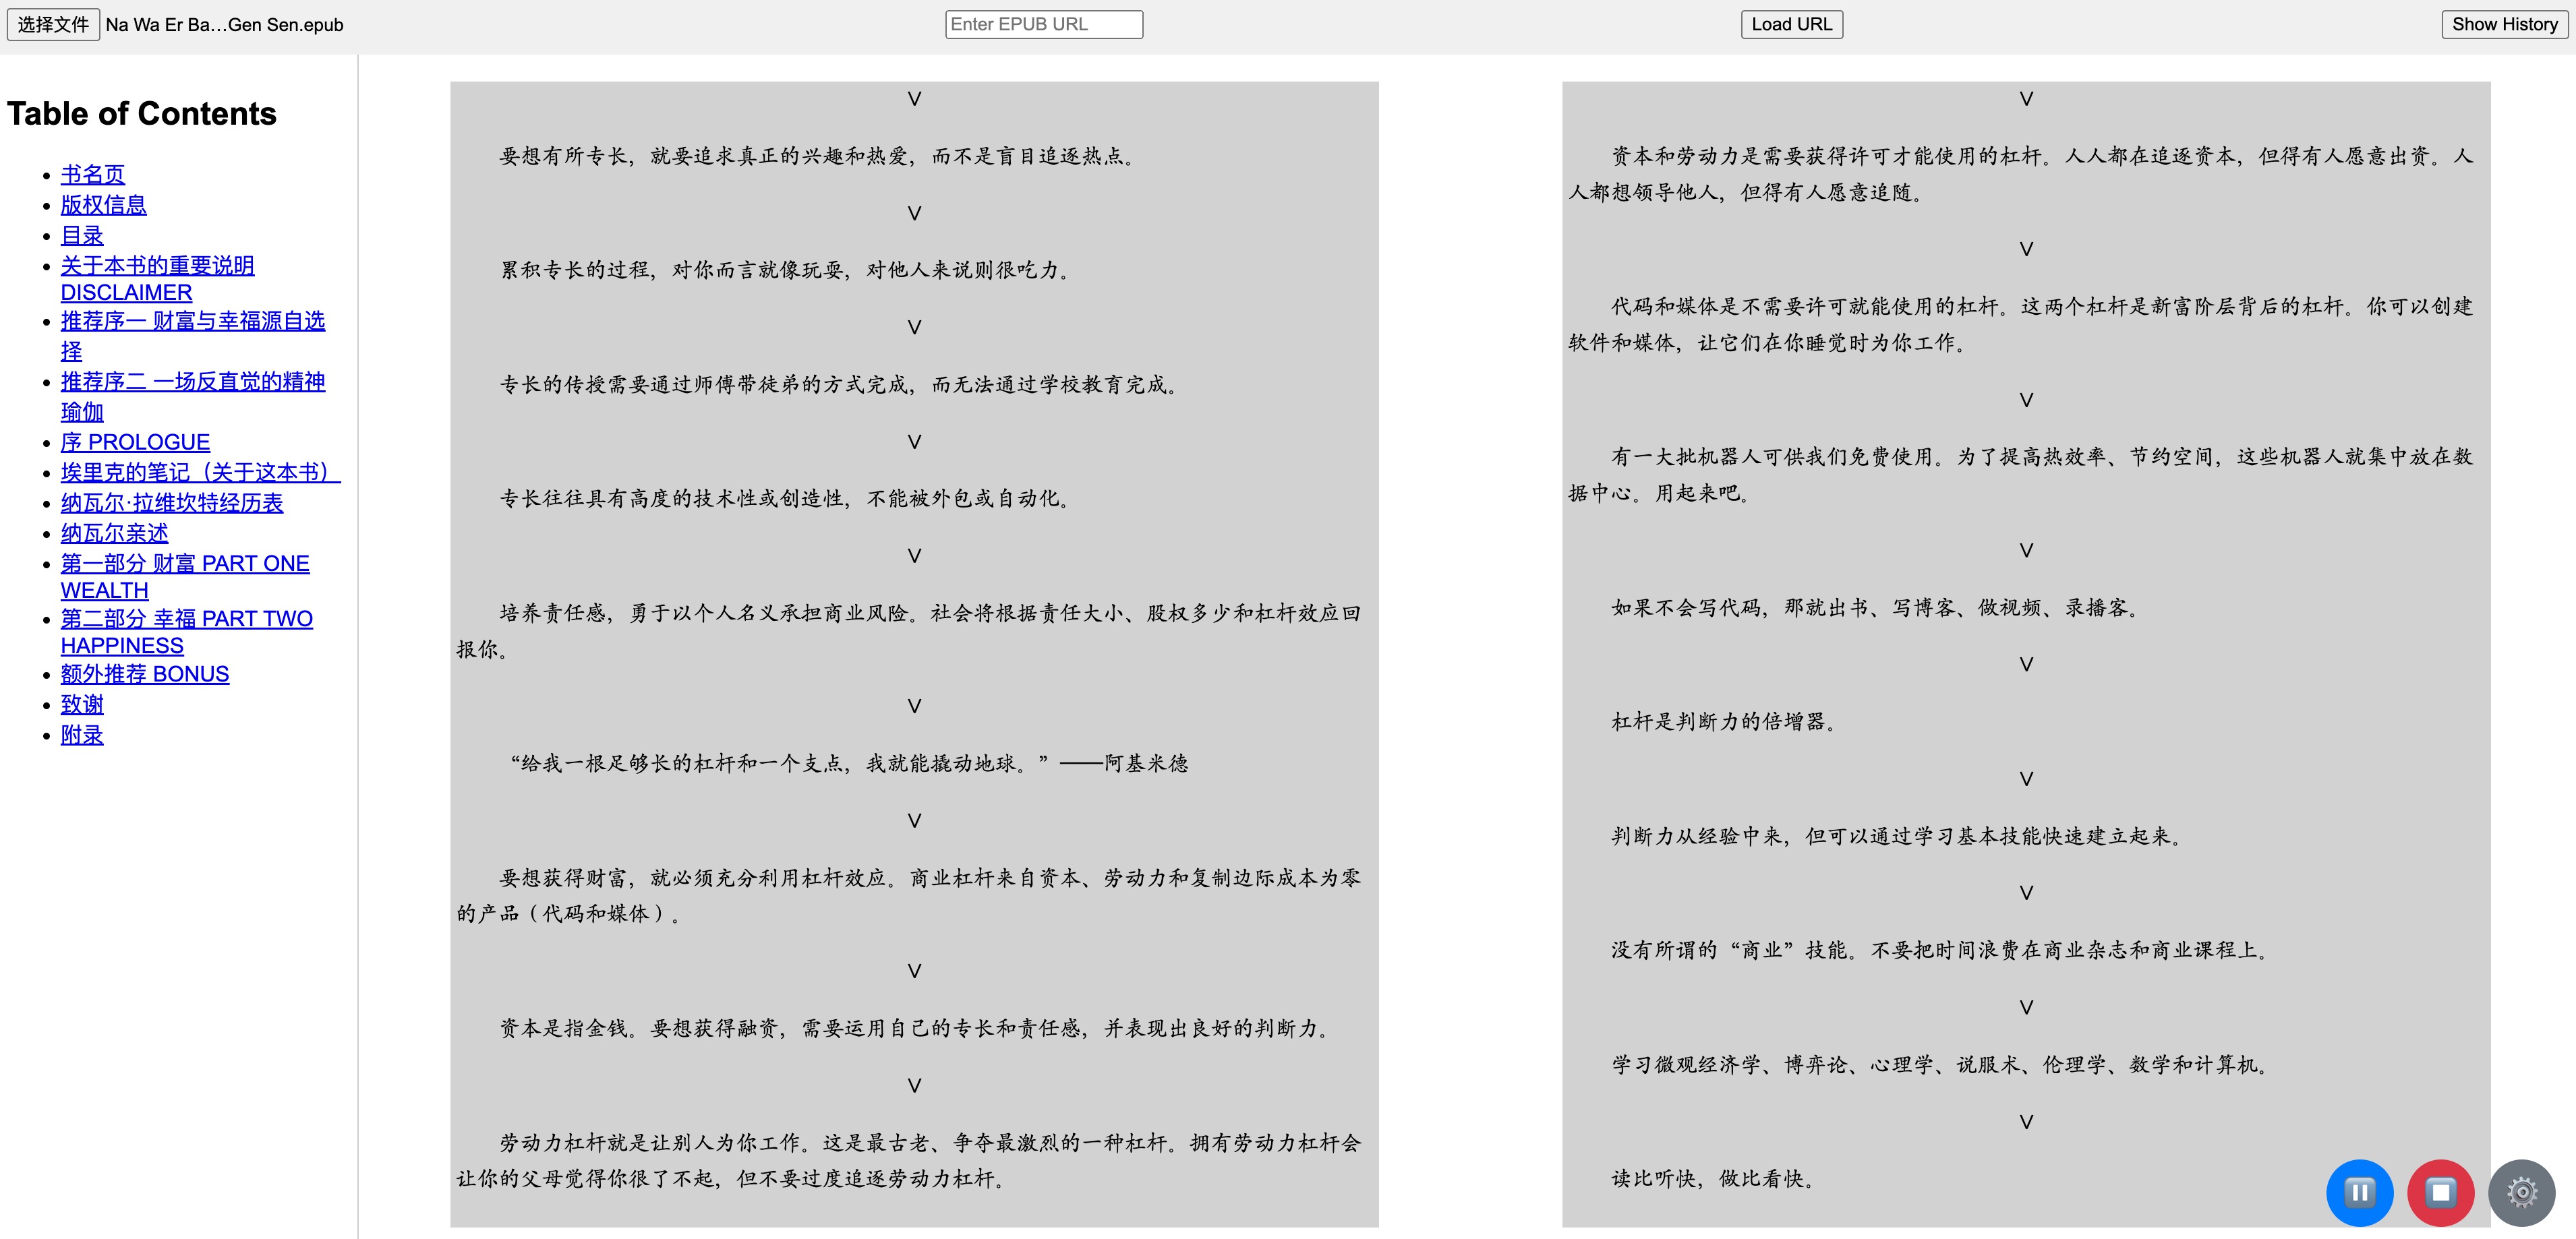 选择文件 Na Wa Er Ba…Gen Sen.epub
Enter EPUB URL
Load URL
Show History
Table of Contents
书名页
版权信息
目录
关于本书的重要说明
DISCLAIMER
推荐序一 财富与幸福源自选
择
推荐序二 一场反直觉的精神
瑜伽
序 PROLOGUE
埃里克的笔记（关于这本书）
纳瓦尔·拉维坎特经历表
纳瓦尔亲述
第一部分 财富 PART ONE
WEALTH
第二部分 幸福 PART TWO
HAPPINESS
额外推荐 BONUS
致谢
附录
∨
要想有所专长，就要追求真正的兴趣和热爱，而不是盲目追逐热点。
∨
累积专长的过程，对你而言就像玩耍，对他人来说则很吃力。
∨
专长的传授需要通过师傅带徒弟的方式完成，而无法通过学校教育完成。
∨
专长往往具有高度的技术性或创造性，不能被外包或自动化。
∨
培养责任感，勇于以个人名义承担商业风险。社会将根据责任大小、股权多少和杠杆效应回
报你。
∨
“给我一根足够长的杠杆和一个支点，我就能撬动地球。”——阿基米德
∨
要想获得财富，就必须充分利用杠杆效应。商业杠杆来自资本、劳动力和复制边际成本为零
的产品（代码和媒体）。
∨
资本是指金钱。要想获得融资，需要运用自己的专长和责任感，并表现出良好的判断力。
∨
劳动力杠杆就是让别人为你工作。这是最古老、争夺最激烈的一种杠杆。拥有劳动力杠杆会
让你的父母觉得你很了不起，但不要过度追逐劳动力杠杆。
∨
资本和劳动力是需要获得许可才能使用的杠杆。人人都在追逐资本，但得有人愿意出资。人
人都想领导他人，但得有人愿意追随。
∨
代码和媒体是不需要许可就能使用的杠杆。这两个杠杆是新富阶层背后的杠杆。你可以创建
软件和媒体，让它们在你睡觉时为你工作。
∨
有一大批机器人可供我们免费使用。为了提高热效率、节约空间，这些机器人就集中放在数
据中心。用起来吧。
∨
如果不会写代码，那就出书、写博客、做视频、录播客。
∨
杠杆是判断力的倍增器。
∨
判断力从经验中来，但可以通过学习基本技能快速建立起来。
∨
没有所谓的“商业”技能。不要把时间浪费在商业杂志和商业课程上。
∨
学习微观经济学、博弈论、心理学、说服术、伦理学、数学和计算机。
∨
读比听快，做比看快。